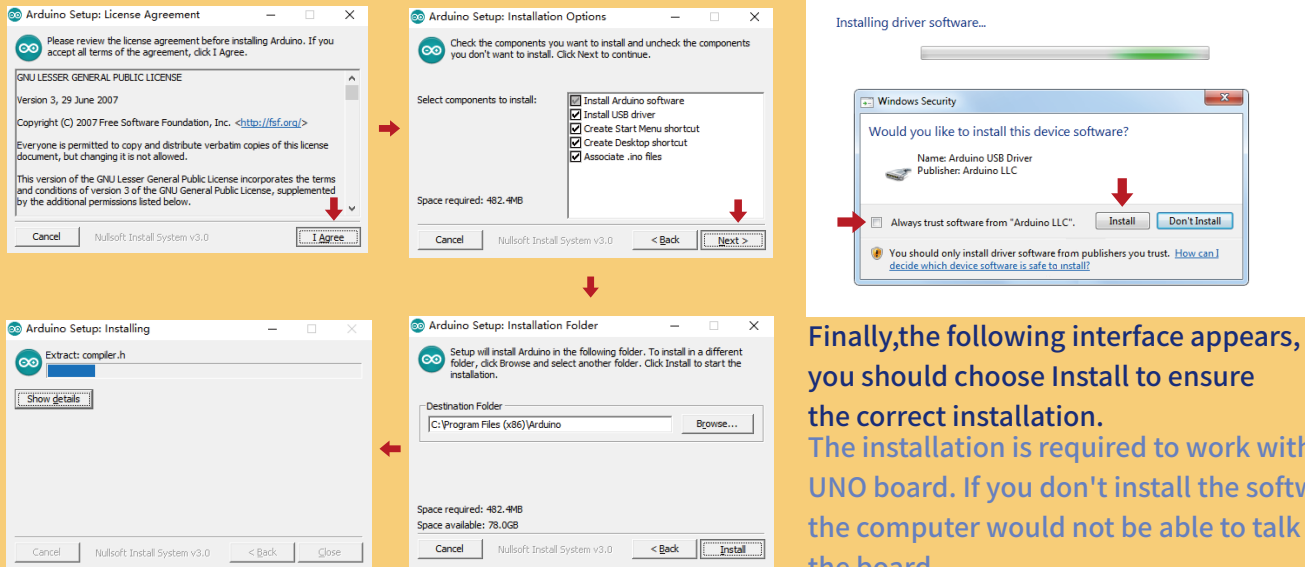 Arduino Setup: License Agreement
Please review the license agreement before installing Arduino. If you
accept all terms of the agreement, click I Agree.
GNU LESSER GENERAL PUBLIC LICENSE
Version 3, 29 June 2007
Copyright (C) 2007 Free Software Foundation, Inc. <http://fsf.org/>
Everyone is permitted to copy and distribute verbatim copies of this license
document, but changing it is not allowed.
This version of the GNU Lesser General Public License incorporates the terms
and conditions of version 3 of the GNU General Public License, supplemented
by the additional permissions listed below.
Cancel
Nullsoft Install System v3.0
I Agree
Arduino Setup: Installation Options
Check the components you want to install and uncheck the components
you don't want to install. Click Next to continue.
Select components to install:
Install Arduino software
Install USB driver
Create Start Menu shortcut
Create Desktop shortcut
Associate .ino files
Space required: 482.4MB
Cancel
Nullsoft Install System v3.0
< Back
Next >
Arduino Setup: Installation Folder
Setup will install Arduino in the following folder. To install in a different
folder, click Browse and select another folder. Click Install to start the
installation.
Destination Folder
C:\Program Files (x86)\Arduino
Browse...
Space required: 482.4MB
Space available: 78.0GB
Cancel
Nullsoft Install System v3.0
< Back
Install
Arduino Setup: Installing
Extract: compiler.h
Show details
Cancel
Nullsoft Install System v3.0
< Back
Close
Installing driver software...
Windows Security
Would you like to install this device software?
Name: Arduino USB Driver
Publisher: Arduino LLC
Always trust software from "Arduino LLC".
Install
Don't Install
You should only install driver software from publishers you trust. How can I
decide which device software is safe to install?
Finally,the following interface appears,
you should choose Install to ensure
the correct installation.
The installation is required to work with
UNO board. If you don't install the
the computer would not be able to talk
the board